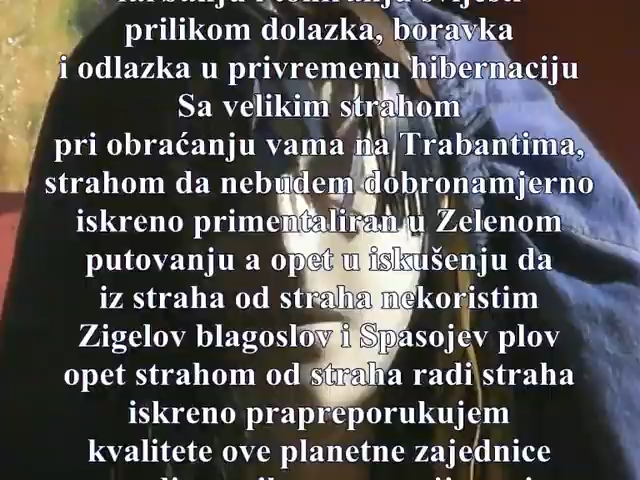 prilikom dolazka, boravka
i odlazka u privremenu hibernaciju
Sa velikim strahom
pri obraćanju vama na Trabantima,
strahom da nebudem dobronamjerno
iskreno primentaliran u Zelenom
putovanju a opet u iskušenju da
iz straha od straha nekoristim
Zigelov blagoslov i Spasojev plov
opet strahom od straha radi straha
iskreno prapreporukujem
kvalitete ove planetne zajednice